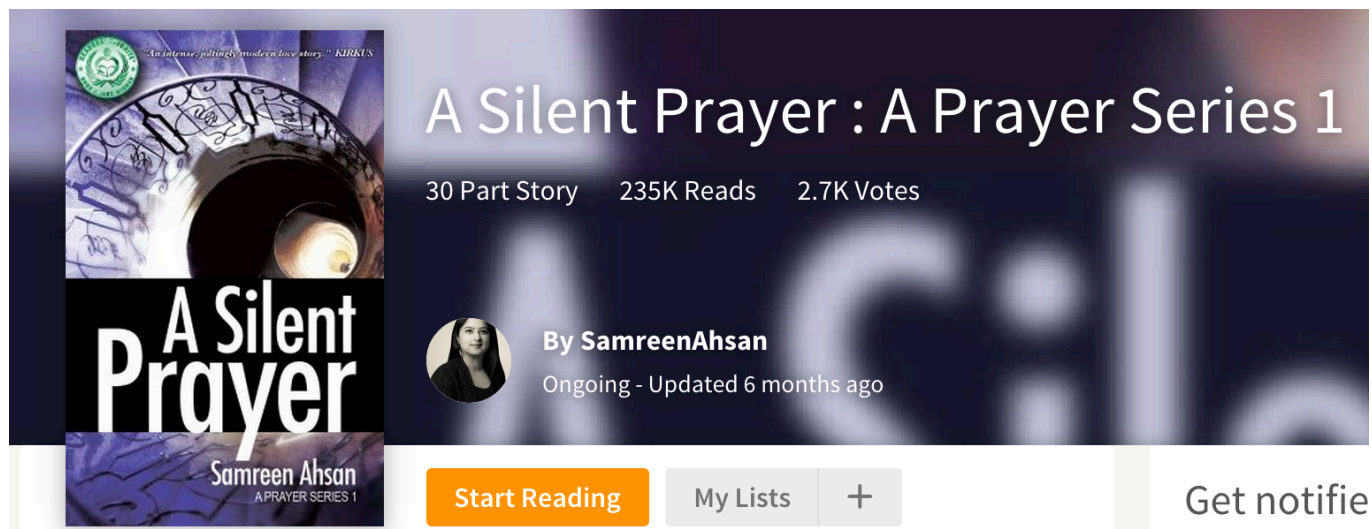 "An intense, joltingly modern love story." KIRKUS
A Silent
Prayer
Samreen Ahsan
A PRAYER SERIES 1
A Silent Prayer : A Prayer Series 1
30 Part Story 235K Reads 2.7K Votes
By SamreenAhsan
Ongoing - Updated 6 months ago
Start Reading My Lists +
Get notifie
A Sile